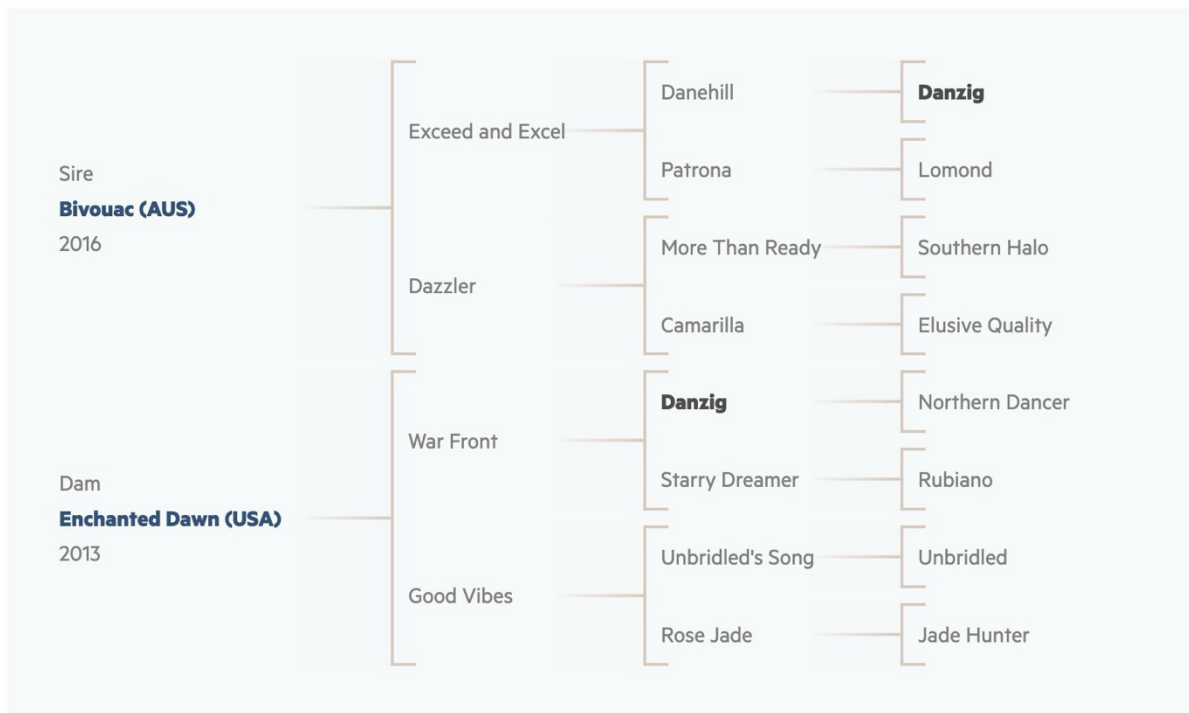 Sire
Bivouac (AUS)
2016
Exceed and Excel
Dazzler
Danehill
Patrona
More Than Ready
Camarilla
Danzig
Lomond
Southern Halo
Elusive Quality
Dam
Enchanted Dawn (USA)
2013
War Front
Good Vibes
Danzig
Starry Dreamer
Unbridled's Song
Rose Jade
Northern Dancer
Rubiano
Unbridled
Jade Hunter